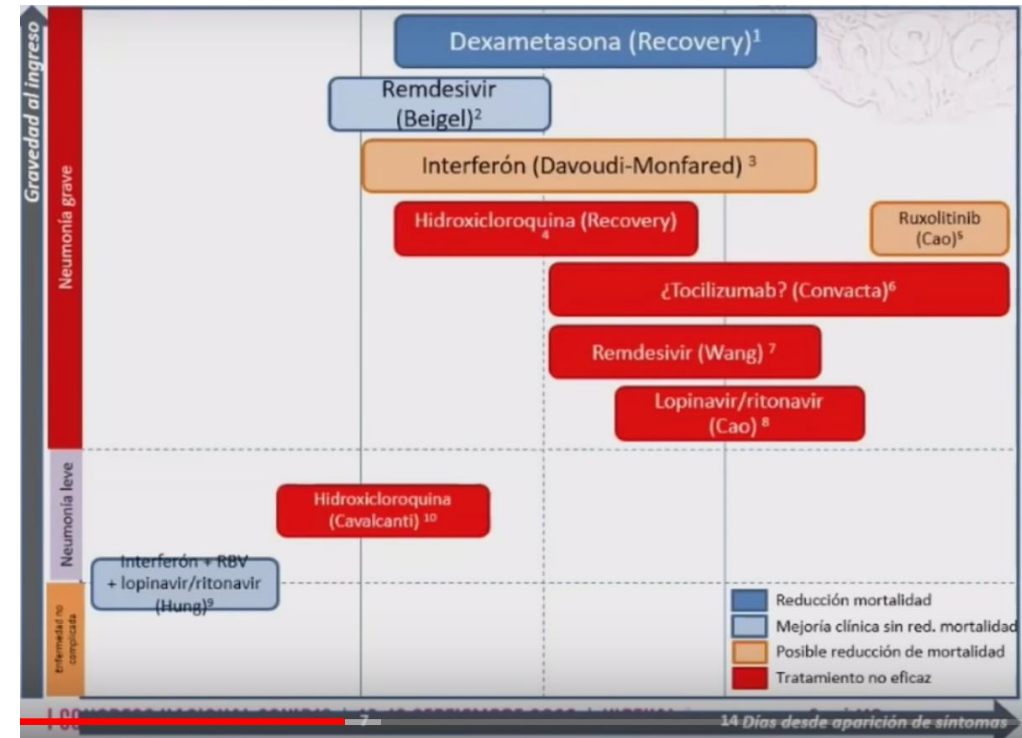 Gravedad al ingreso
Neumonía grave
Dexametasona (Recovery)¹
Remdesivir
(Beigel)²
Interferón (Davoudi-Monfared) ³
Hidroxicloroquina (Recovery)
⁴
Ruxolitinib
(Cao)⁵
¿Tocilizumab? (Convacta)⁶
Remdesivir (Wang) ⁷
Lopinavir/ritonavir
(Cao) ⁸
Neumonía leve
Hidroxicloroquina
(Cavalcanti) ¹⁰
Interferón + RBV
+ lopinavir/ritonavir
(Hung)⁹
Enfermedad no
complicada
Reducción mortalidad
Mejoría clínica sin red. mortalidad
Posible reducción de mortalidad
Tratamiento no eficaz
7
14 Días desde aparición de síntomas